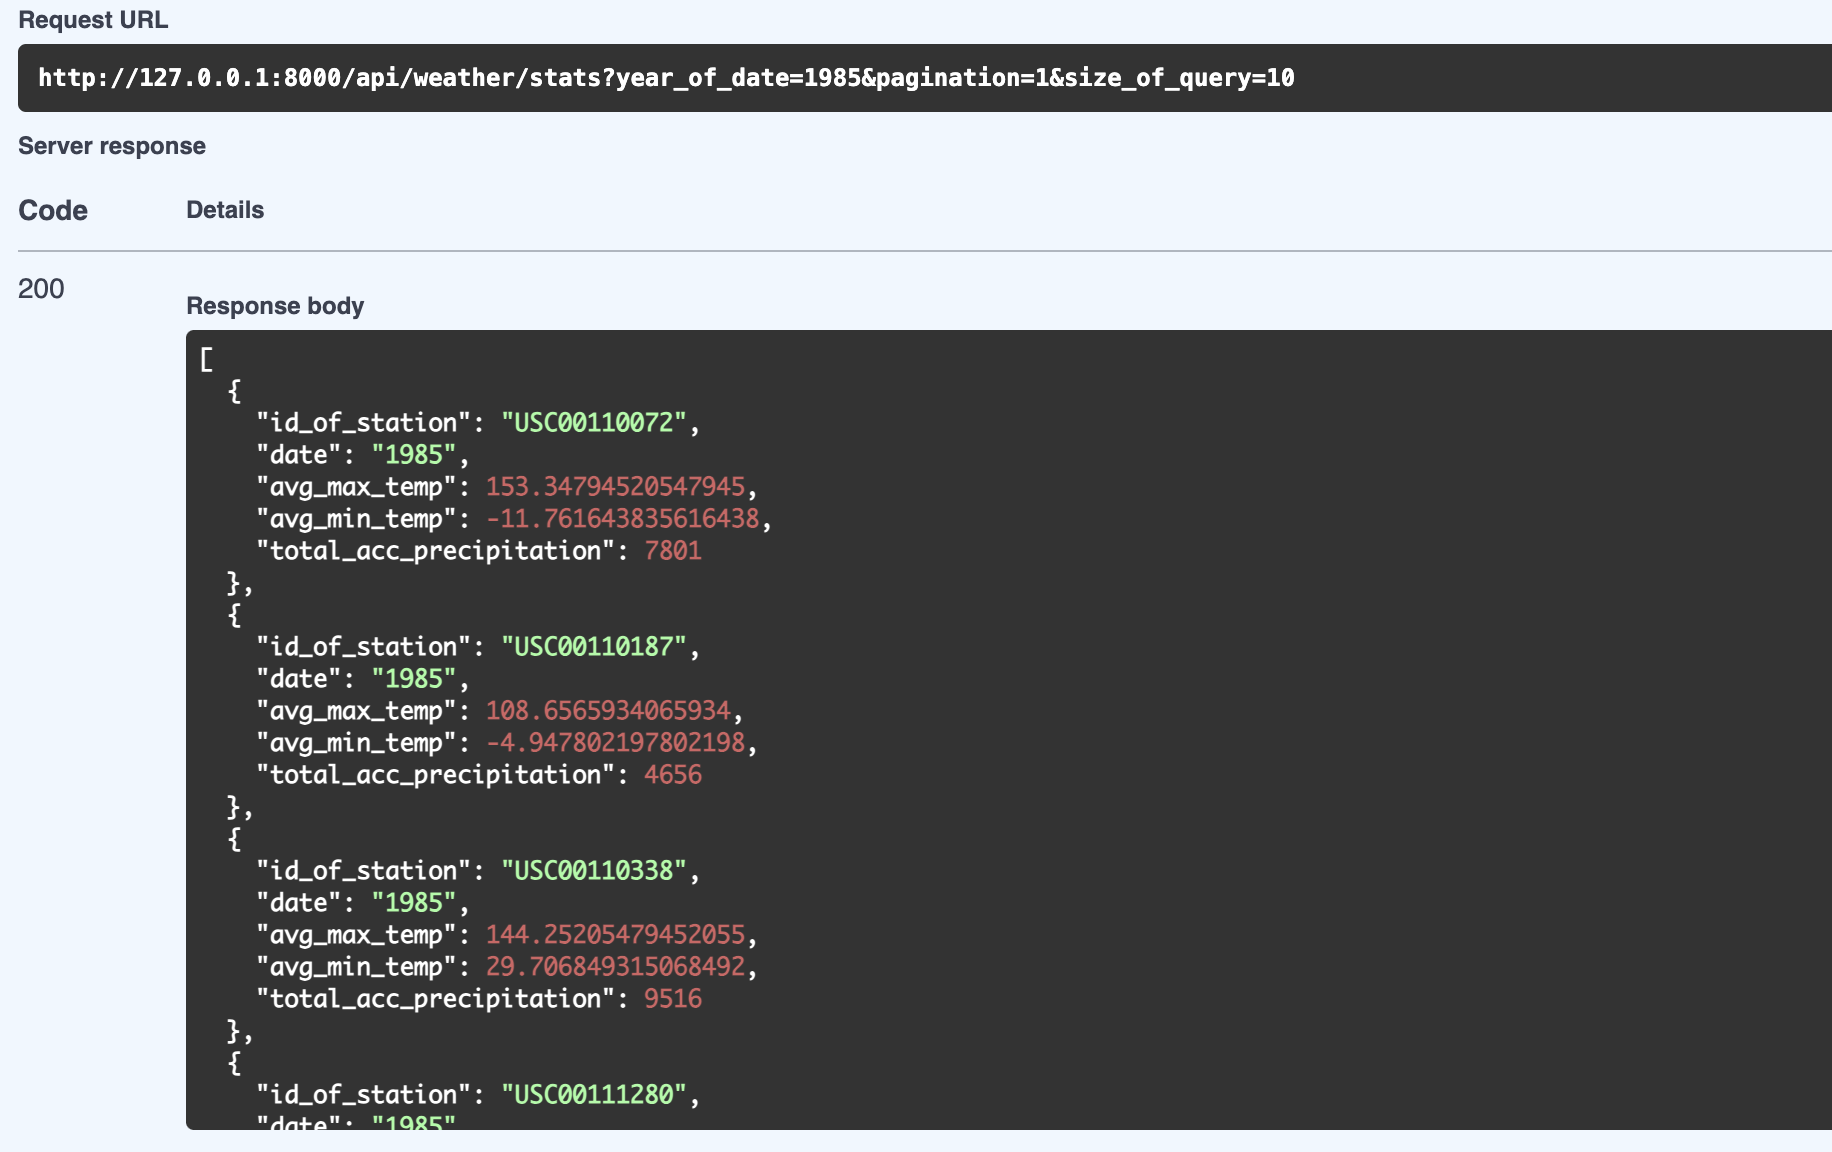 Request URL
http://127.0.0.1:8000/api/weather/stats?year_of_date=1985&pagination=1&size_of_query=10
Server response
Code Details
200
Response body
[
  {
    "id_of_station": "USC00110072",
    "date": "1985",
    "avg_max_temp": 153.34794520547945,
    "avg_min_temp": -11.761643835616438,
    "total_acc_precipitation": 7801
  },
  {
    "id_of_station": "USC00110187",
    "date": "1985",
    "avg_max_temp": 108.6565934065934,
    "avg_min_temp": -4.947802197802198,
    "total_acc_precipitation": 4656
  },
  {
    "id_of_station": "USC00110338",
    "date": "1985",
    "avg_max_temp": 144.25205479452055,
    "avg_min_temp": 29.706849315068492,
    "total_acc_precipitation": 9516
  },
  {
    "id_of_station": "USC00111280",
    "date": "1985"